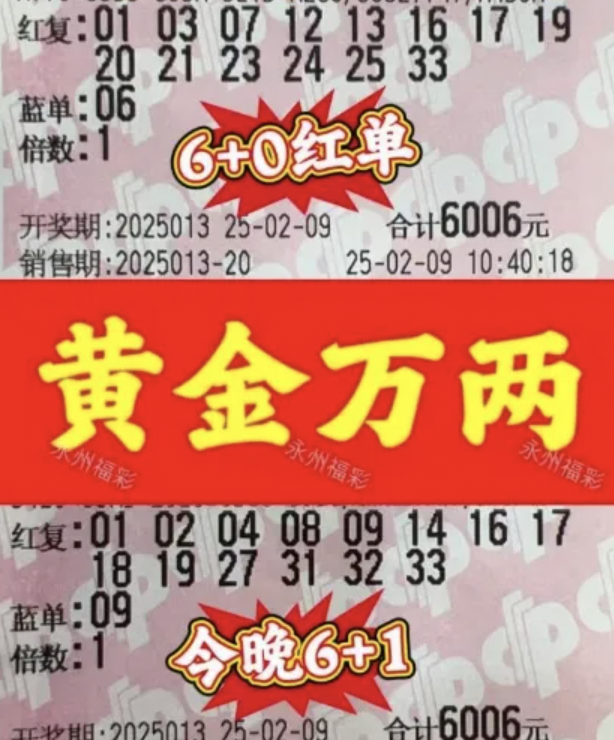 红复:01 03 07 12 13 16 17 19
20 21 23 24 25 33
蓝单:06
倍数:1
6+0红单
开奖期:2025013 25-02-09 合计6006元
销售期:2025013-20 25-02-09 10:40:18
黄金万两
永州福彩 永州福彩 永州福彩
红复:01 02 04 08 09 14 16 17
18 19 27 31 32 33
蓝单:09
倍数:1
今晚6+1
开奖期:2025013 25-02-09 合计6006元